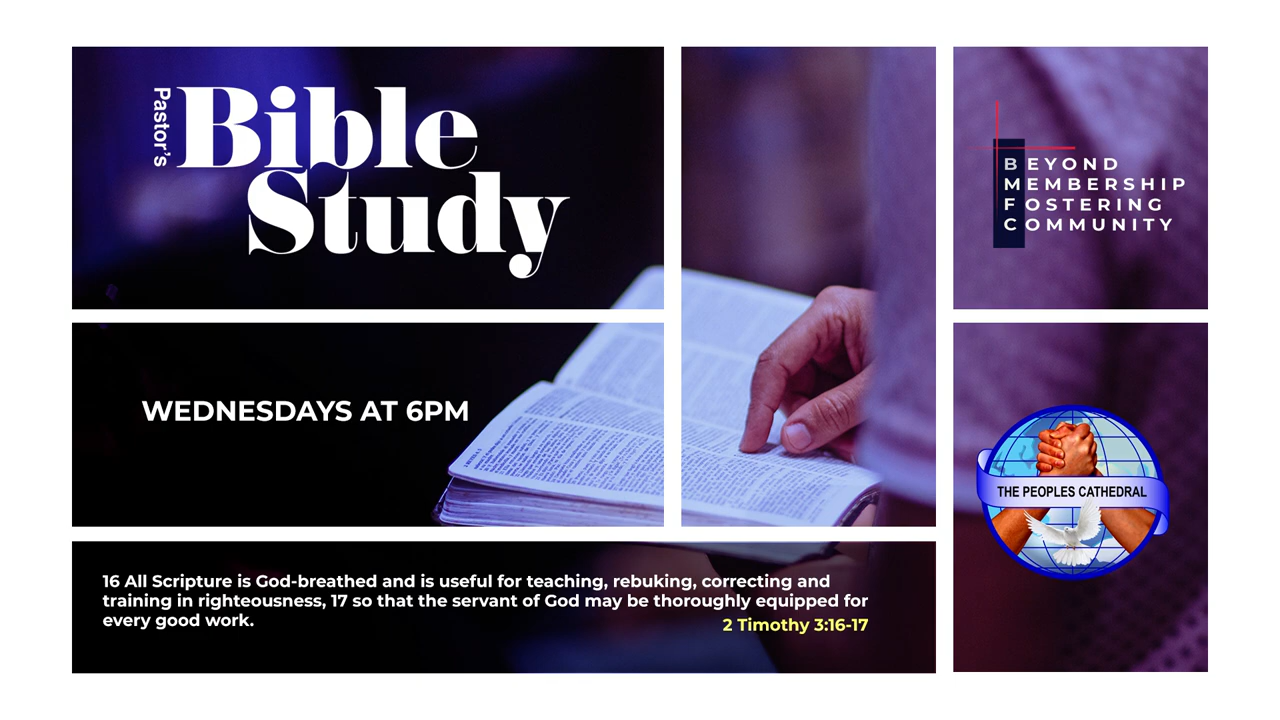 Pastor's
Bible
Study
BEYOND
MEMBERSHIP
FOSTERING
COMMUNITY
WEDNESDAYS AT 6PM
THE PEOPLES CATHEDRAL
16 All Scripture is God-breathed and is useful for teaching, rebuking, correcting and
training in righteousness, 17 so that the servant of God may be thoroughly equipped for
every good work.
2 Timothy 3:16-17